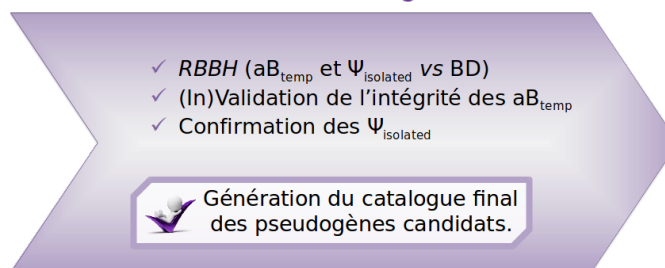 ✓ RBBH (aB_temp et Ψ_isolated vs BD)
✓ (In)Validation de l’intégrité des aB_temp
✓ Confirmation des Ψ_isolated
Génération du catalogue final
des pseudogènes candidats.